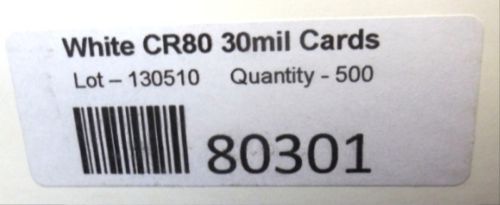 White CR80 30mil Cards
Lot – 130510 Quantity - 500
80301